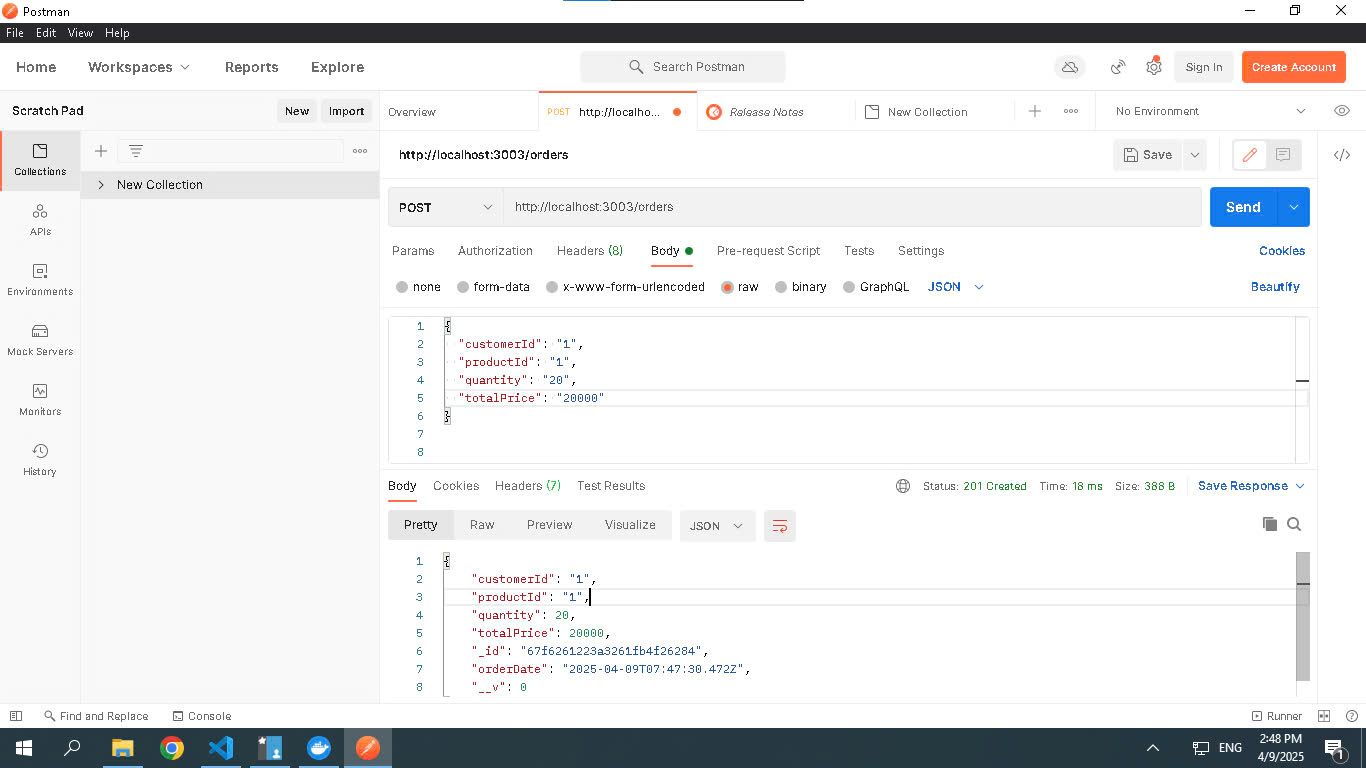 Postman
File Edit View Help
Home Workspaces Reports Explore Search Postman Sign In Create Account
Scratch Pad New Import Overview POST http://localho... Release Notes New Collection No Environment
http://localhost:3003/orders Save
Collections
New Collection
POST http://localhost:3003/orders Send
APIs
Params Authorization Headers (8) Body Pre-request Script Tests Settings Cookies
Environments
none form-data x-www-form-urlencoded raw binary GraphQL JSON Beautify
Mock Servers
Monitors
History
1 {
2 "customerId": "1",
3 "productId": "1",
4 "quantity": "20",
5 "totalPrice": "20000"
6 }
7
8
Body Cookies Headers (7) Test Results Status: 201 Created Time: 18 ms Size: 388 B Save Response
Pretty Raw Preview Visualize JSON
1 {
2 "customerId": "1",
3 "productId": "1",
4 "quantity": 20,
5 "totalPrice": 20000,
6 "_id": "67f6261223a3261fb4f26284",
7 "orderDate": "2025-04-09T07:47:30.472Z",
8 "__v": 0
Find and Replace Console Runner
ENG
2:48 PM
4/9/2025
1